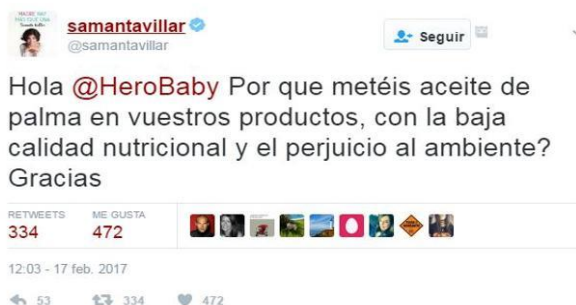 samantavillar
@samantavillar
Seguir
Hola @HeroBaby Por que metéis aceite de
palma en vuestros productos, con la baja
calidad nutricional y el perjuicio al ambiente?
Gracias
RETWEETS ME GUSTA
334 472
12:03 - 17 feb. 2017
53 334 472